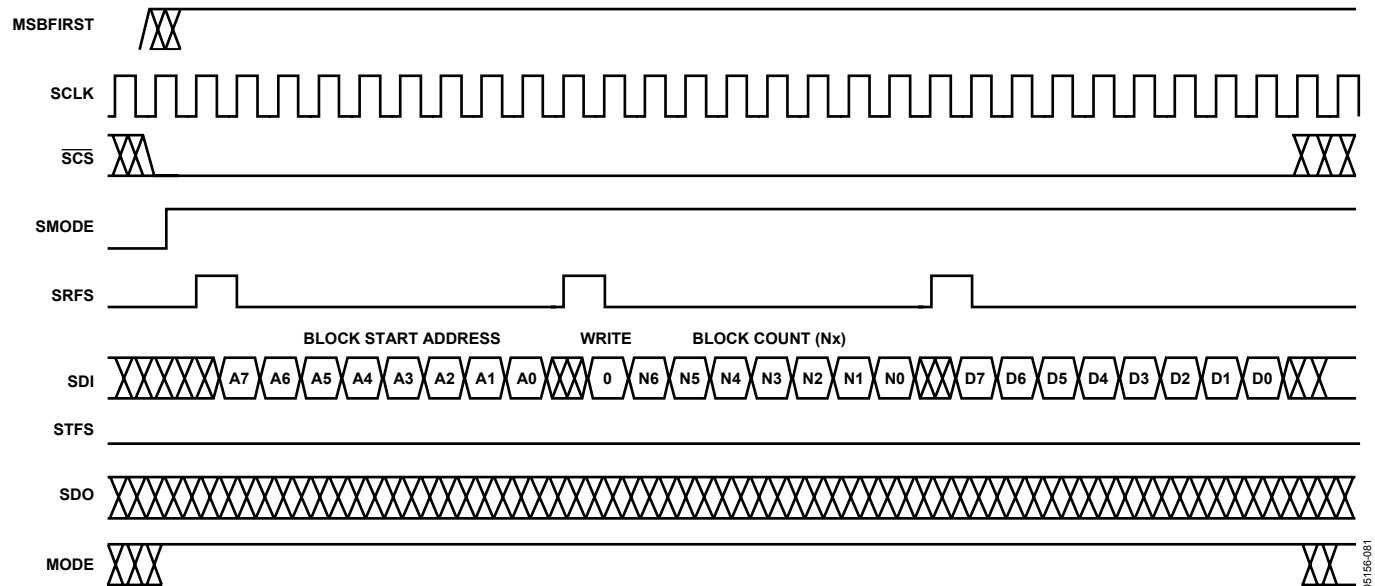 MSBFIRST
SCLK
SCS
SMODE
SRFS
BLOCK START ADDRESS WRITE BLOCK COUNT (Nx)
SDI A7 A6 A5 A4 A3 A2 A1 A0 0 N6 N5 N4 N3 N2 N1 N0 D7 D6 D5 D4 D3 D2 D1 D0
STFS
SDO
MODE
05156-081